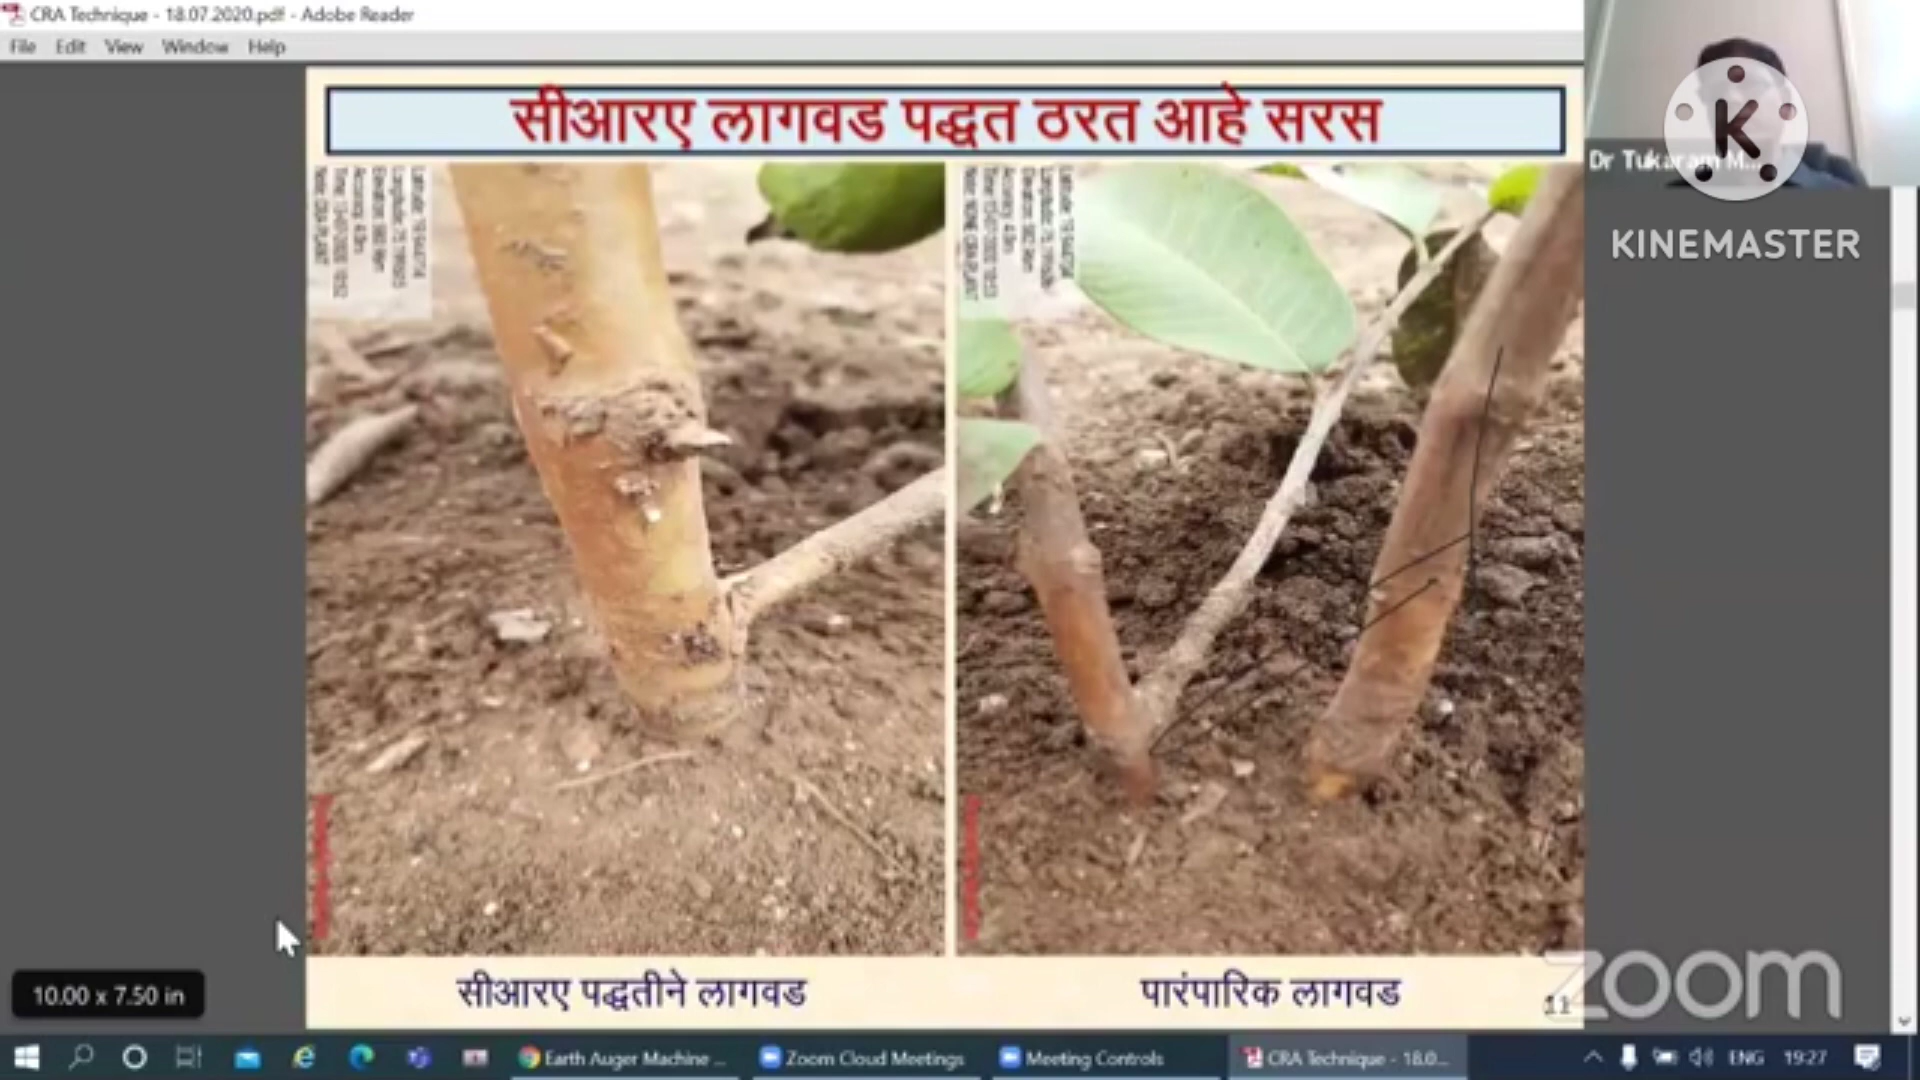 CRA Technique - 18.07.2020.pdf - Adobe Reader
File Edit View Window Help
सीआरए लागवड पद्धत ठरत आहे सरस
Dr Tukaram M...
KINEMASTER
सीआरए पद्धतीने लागवड
पारंपारिक लागवड
11
zoom
10.00 x 7.50 in
Earth Auger Machine ...
Zoom Cloud Meetings
Meeting Controls
CRA Technique - 18.0...
ENG
19:27